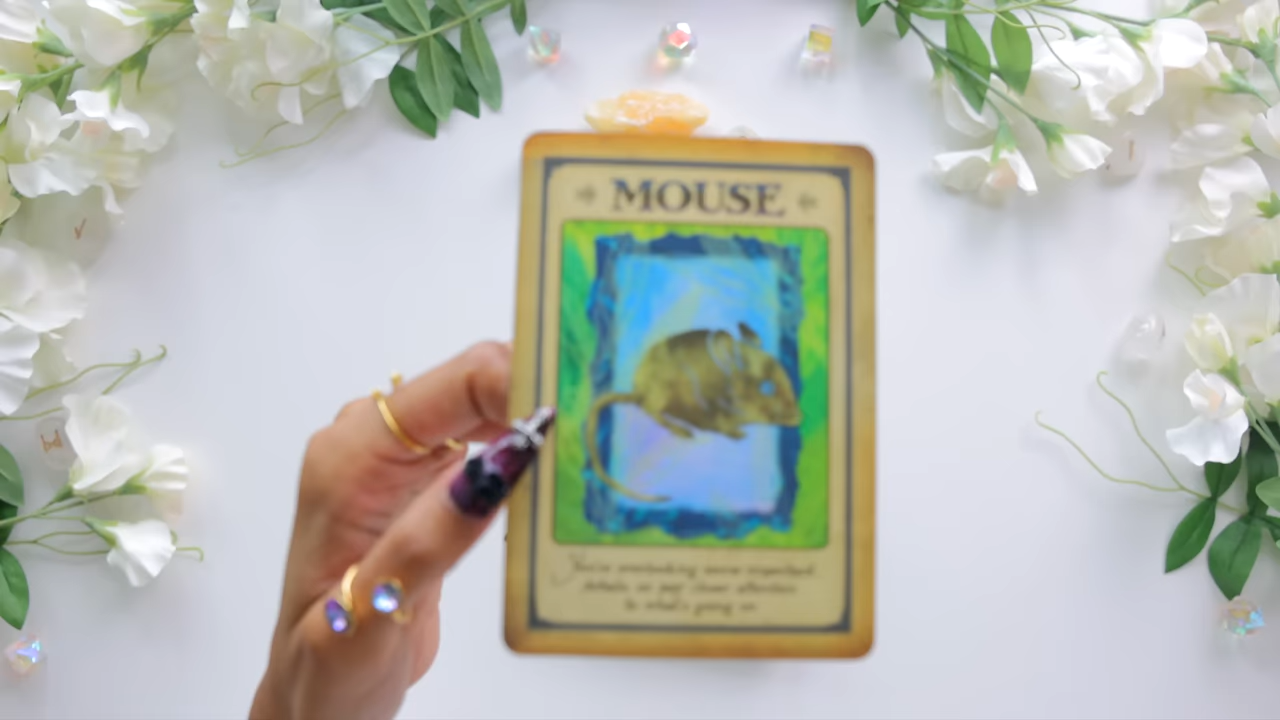 MOUSE
You're overlooking some important
details, so pay closer attention
to what's going on.